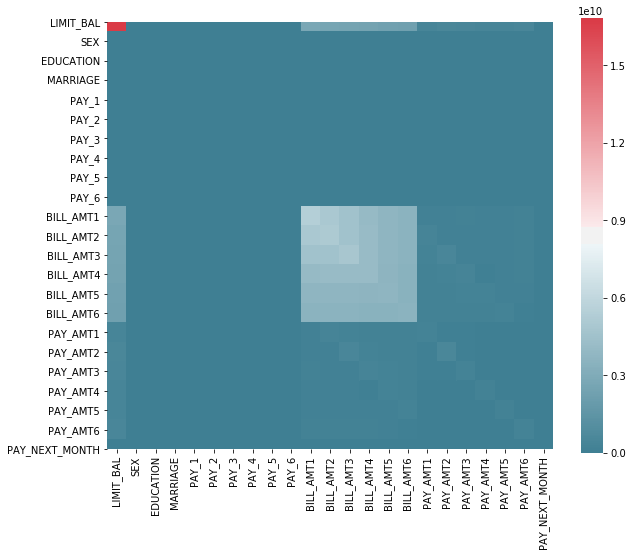 1e10
LIMIT_BAL
SEX
EDUCATION
MARRIAGE
PAY_1
PAY_2
PAY_3
PAY_4
PAY_5
PAY_6
BILL_AMT1
BILL_AMT2
BILL_AMT3
BILL_AMT4
BILL_AMT5
BILL_AMT6
PAY_AMT1
PAY_AMT2
PAY_AMT3
PAY_AMT4
PAY_AMT5
PAY_AMT6
PAY_NEXT_MONTH
LIMIT_BAL
SEX
EDUCATION
MARRIAGE
PAY_1
PAY_2
PAY_3
PAY_4
PAY_5
PAY_6
BILL_AMT1
BILL_AMT2
BILL_AMT3
BILL_AMT4
BILL_AMT5
BILL_AMT6
PAY_AMT1
PAY_AMT2
PAY_AMT3
PAY_AMT4
PAY_AMT5
PAY_AMT6
PAY_NEXT_MONTH
1.5
1.2
0.9
0.6
0.3
0.0